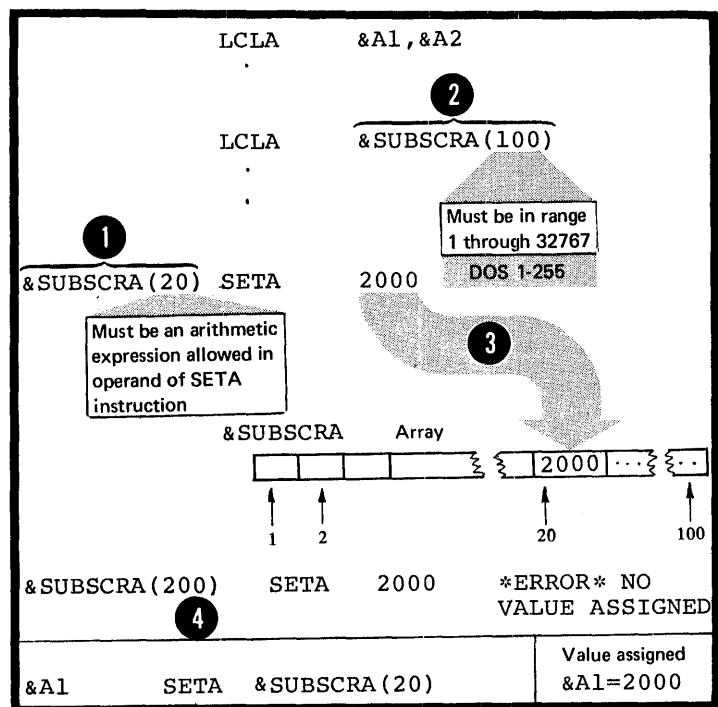 LCLA &A1,&A2
.
2
LCLA &SUBSCRA(100)
.
.
Must be in range
1 through 32767
DOS 1-255
1
&SUBSCRA(20) SETA 2000
Must be an arithmetic
expression allowed in
operand of SETA
instruction
3
&SUBSCRA Array
2000 ... ..
1 2 20 100
&SUBSCRA(200) SETA 2000 *ERROR* NO
VALUE ASSIGNED
4
Value assigned
&A1 SETA &SUBSCRA(20) &A1=2000